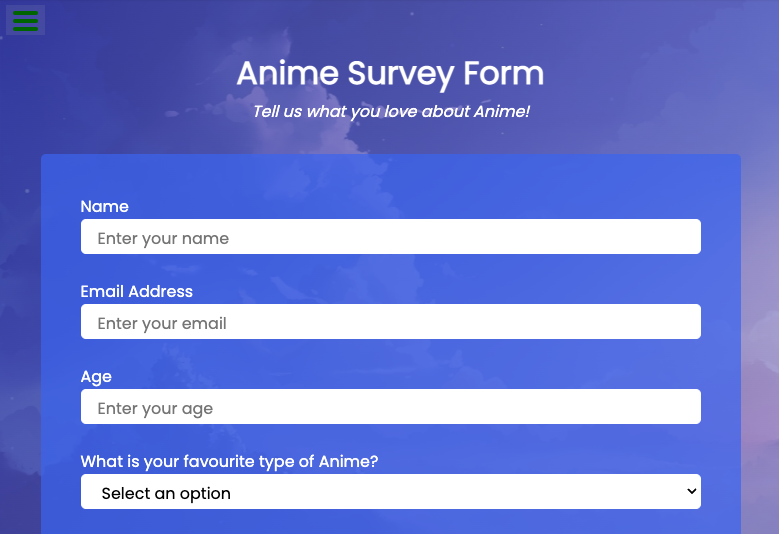 Anime Survey Form
Tell us what you love about Anime!
Name
Enter your name
Email Address
Enter your email
Age
Enter your age
What is your favourite type of Anime?
Select an option